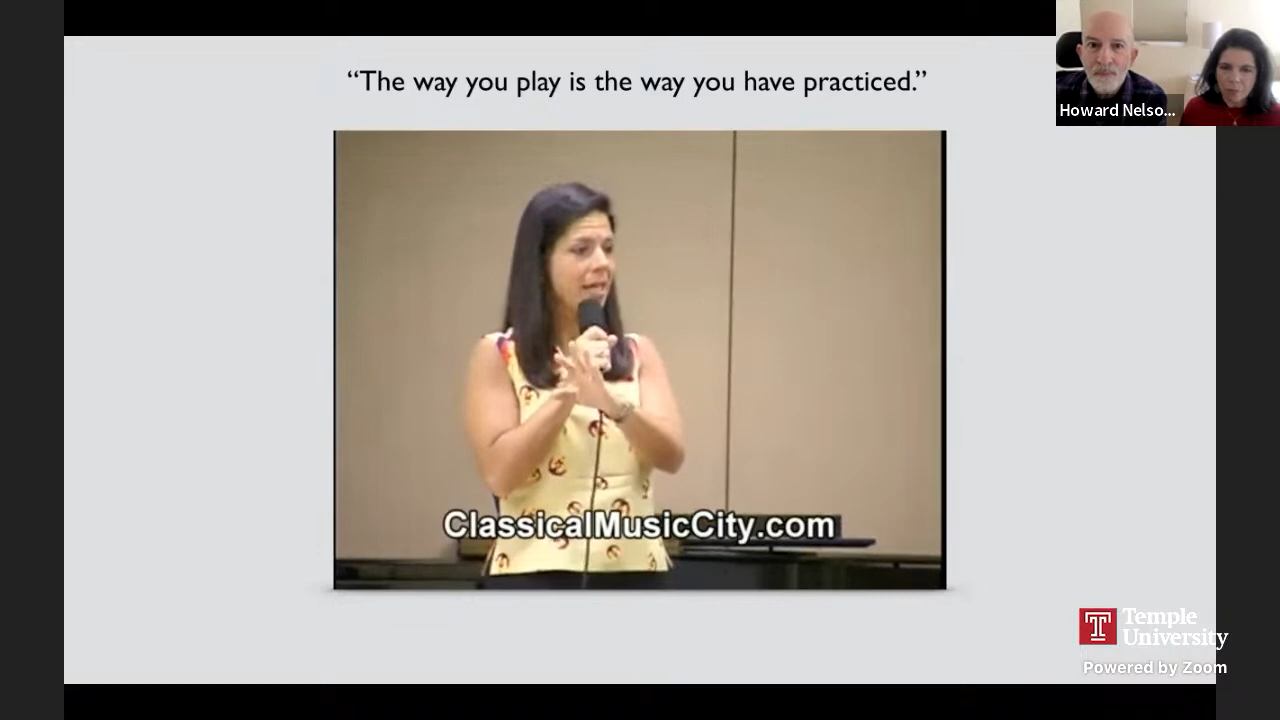 “The way you play is the way you have practiced.”
Howard Nelso...
ClassicalMusicCity.com
Temple
University
Powered by Zoom